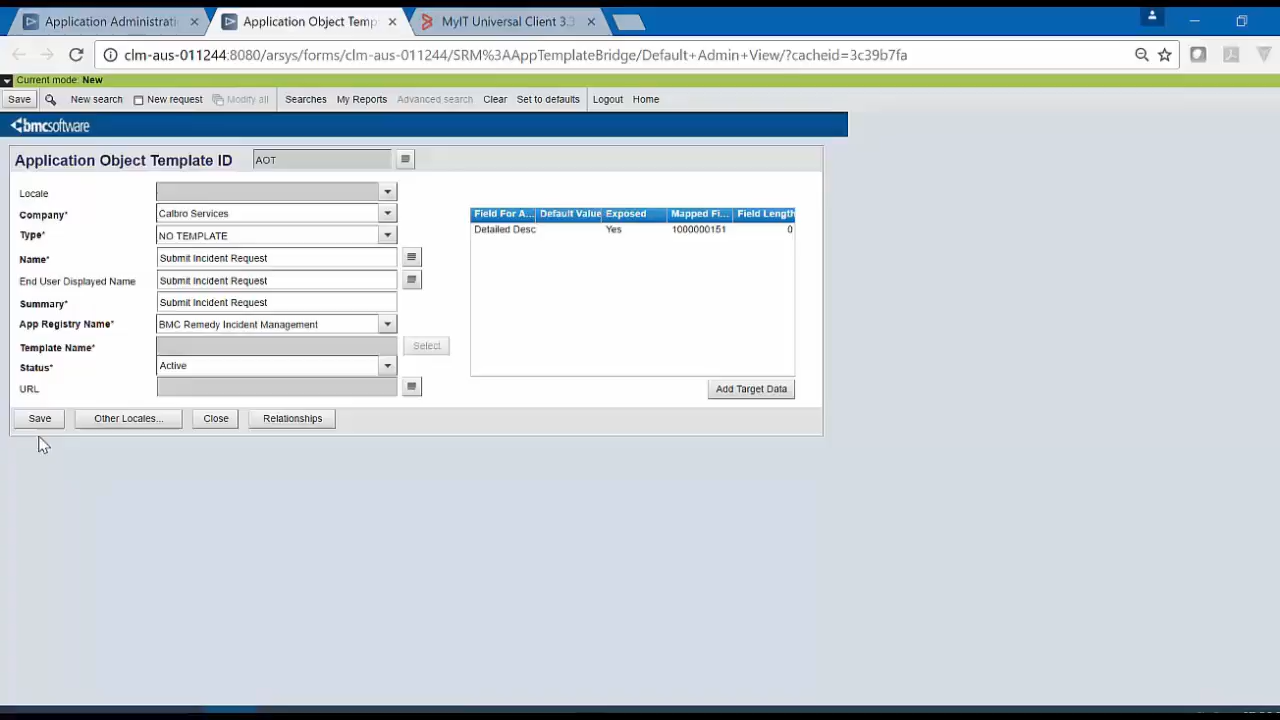 Application Administrati
Application Object Temp
MyIT Universal Client 3.
clm-aus-011244:8080/arsys/forms/clm-aus-011244/SRM%3AAppTemplateBridge/Default+Admin+View/?cacheid=3c39b7fa
Current mode: New
Save New search New request Modify all Searches My Reports Advanced search Clear Set to defaults Logout Home
bmcsoftware
Application Object Template ID AOT
Locale
Company* Calbro Services
Type* NO TEMPLATE
Name* Submit Incident Request
End User Displayed Name Submit Incident Request
Summary* Submit Incident Request
App Registry Name* BMC Remedy Incident Management
Template Name* Select
Status* Active
URL
Field For A... Default Value Exposed Mapped Fi... Field Length
Detailed Desc Yes 1000000151 0
Add Target Data
Save Other Locales... Close Relationships